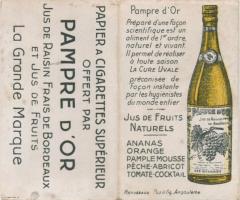 PAPIER A CIGARETTES SUPÉRIEUR
OFFERT PAR
PAMPRE D'OR
JUS DE RAISIN FRAIS DE BORDEAUX
ET JUS DE FRUITS
La Grande Marque
Pampre d'Or
Préparé d'une façon
scientifique est un
aliment de 1er ordre,
naturel et vivant.
Il permet de réaliser
à toute saison
LA CURE UVALE
préconisée de
façon instante
par les hygiénistes
du monde entier
JUS DE FRUITS
NATURELS
ANANAS
ORANGE
PAMPLEMOUSSE
PÊCHE-ABRICOT
TOMATE-COCKTAIL